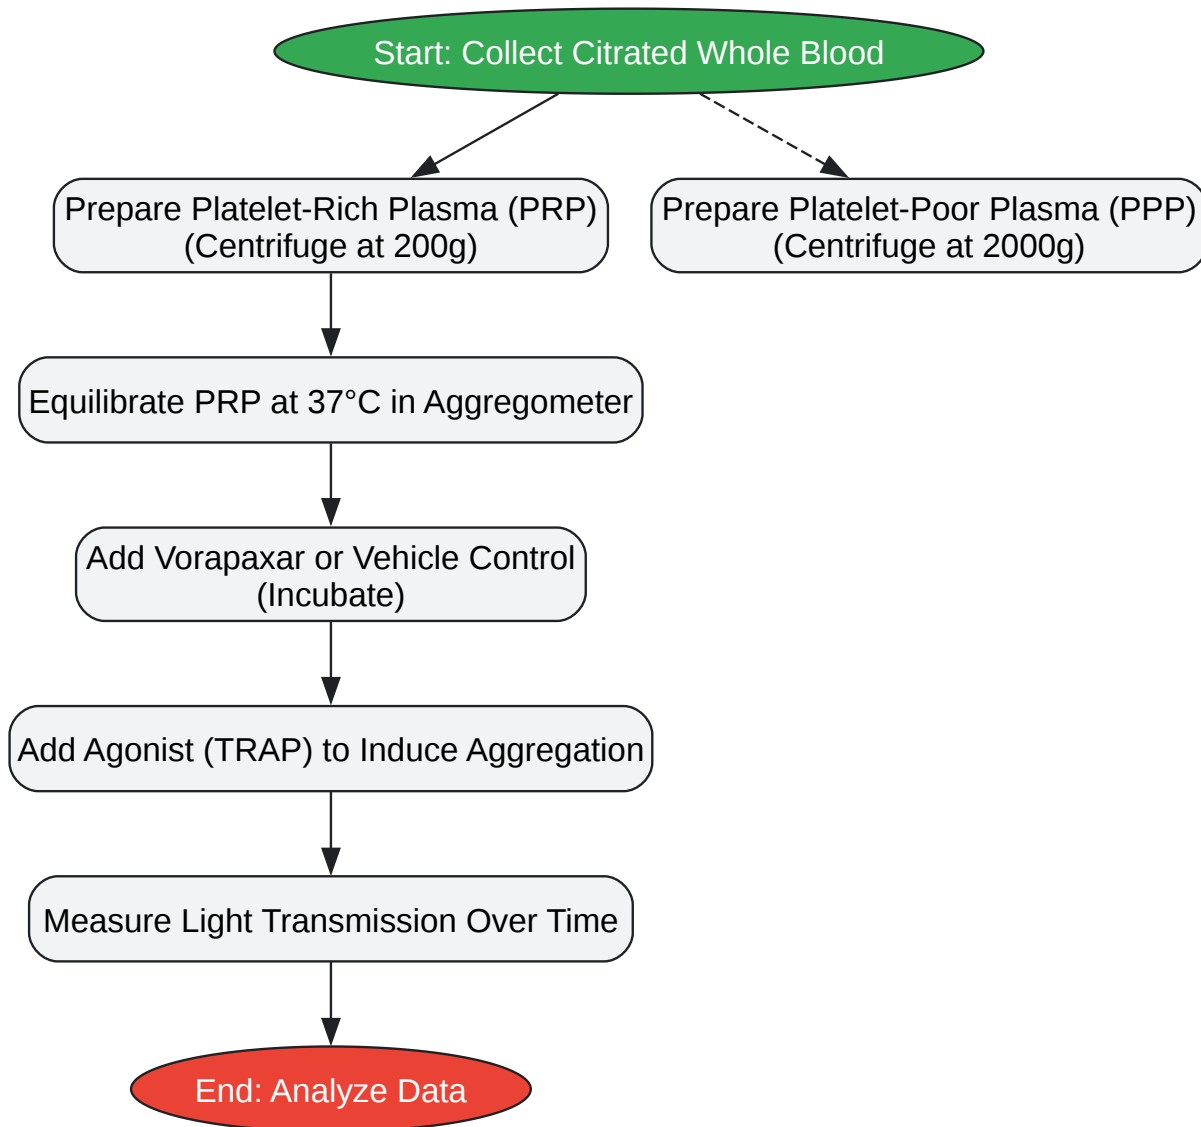 Start: Collect Citrated Whole Blood
Prepare Platelet-Rich Plasma (PRP)
(Centrifuge at 200g)
Prepare Platelet-Poor Plasma (PPP)
(Centrifuge at 2000g)
Equilibrate PRP at 37°C in Aggregometer
Add Vorapaxar or Vehicle Control
(Incubate)
Add Agonist (TRAP) to Induce Aggregation
Measure Light Transmission Over Time
End: Analyze Data